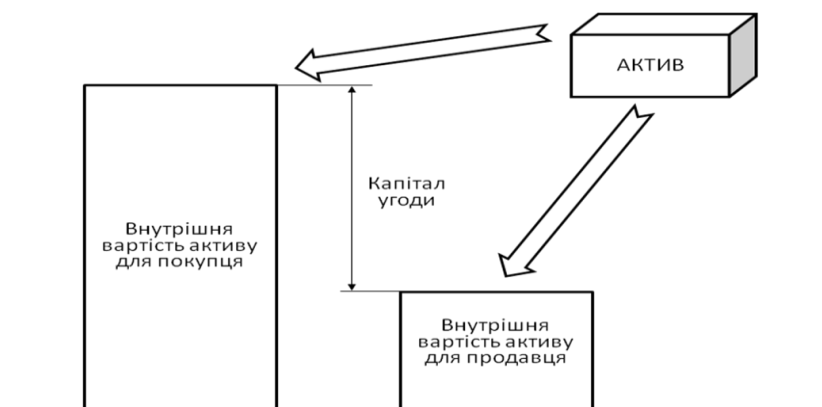 АКТИВ
Капітал
угоди
Внутрішня
вартість активу
для покупця
Внутрішня
вартість активу
для продавця